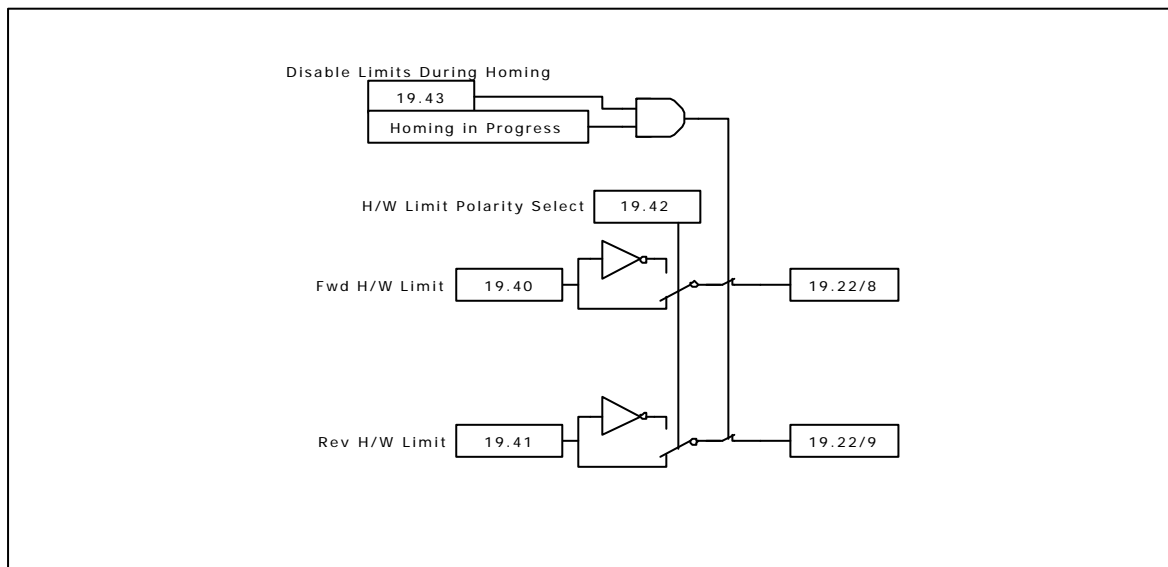 Disable Limits During Homing
19.43
Homing in Progress
H/W Limit Polarity Select 19.42
Fwd H/W Limit 19.40 19.22/8
Rev H/W Limit 19.41 19.22/9